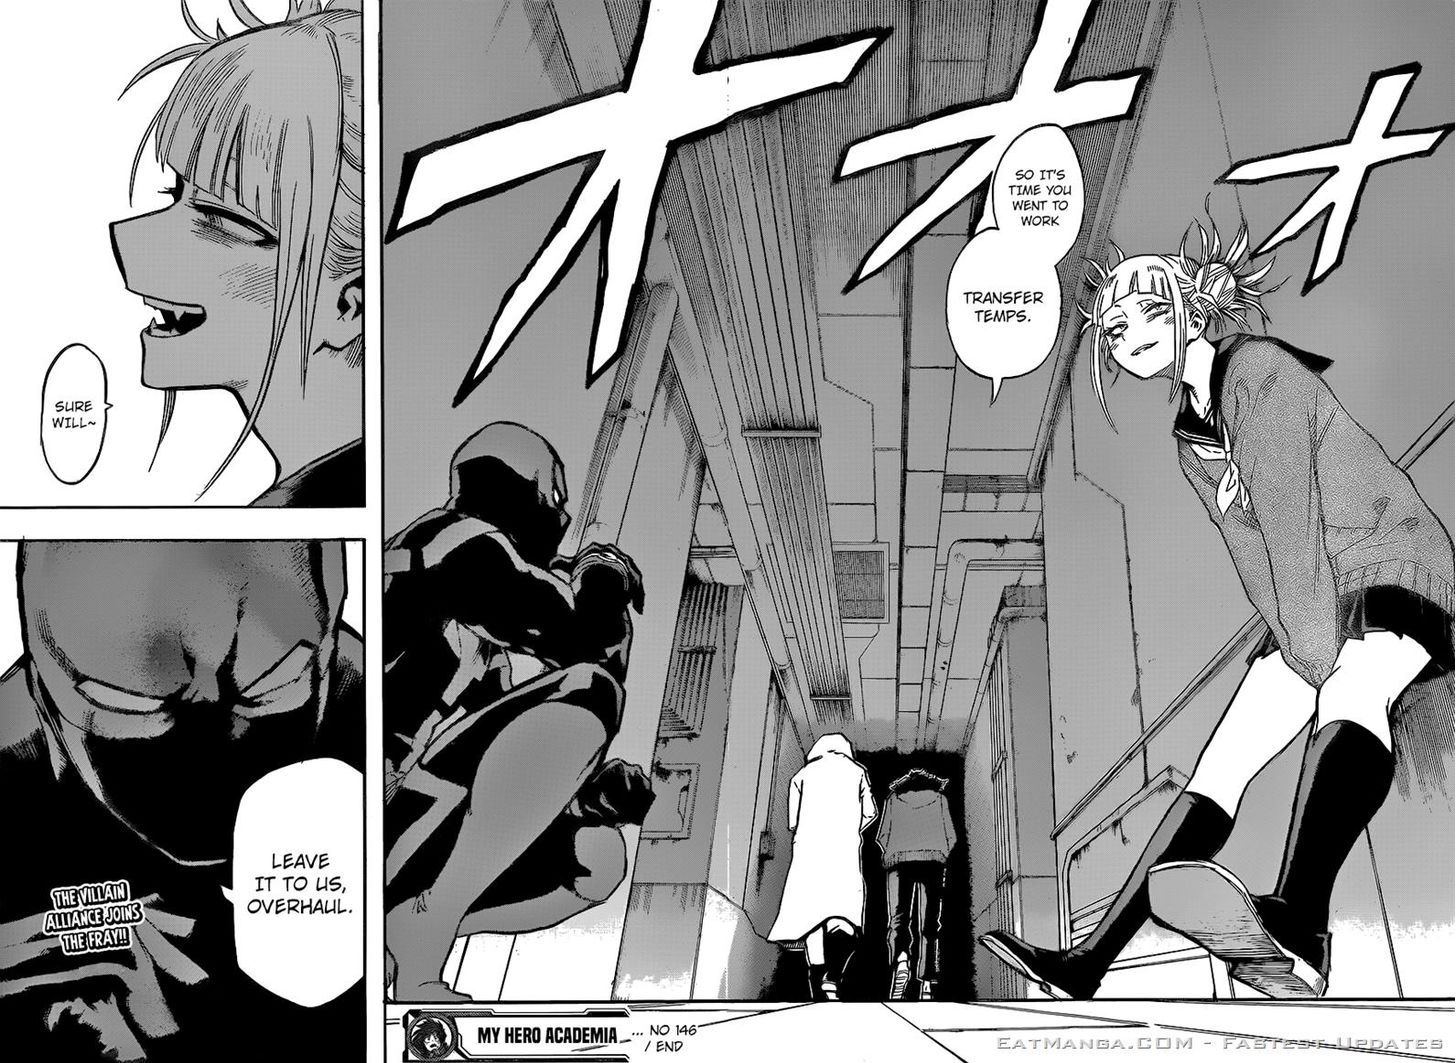 SO IT'S
TIME YOU
WENT TO
WORK
TRANSFER
TEMPS.
SURE
WILL~
LEAVE
IT TO US,
OVERHAUL.
THE VILLAIN
ALLIANCE JOINS
THE FRAY!!
MY HERO ACADEMIA ... NO 146
/ END
EATMANGA.COM - FASTEST UPDATES